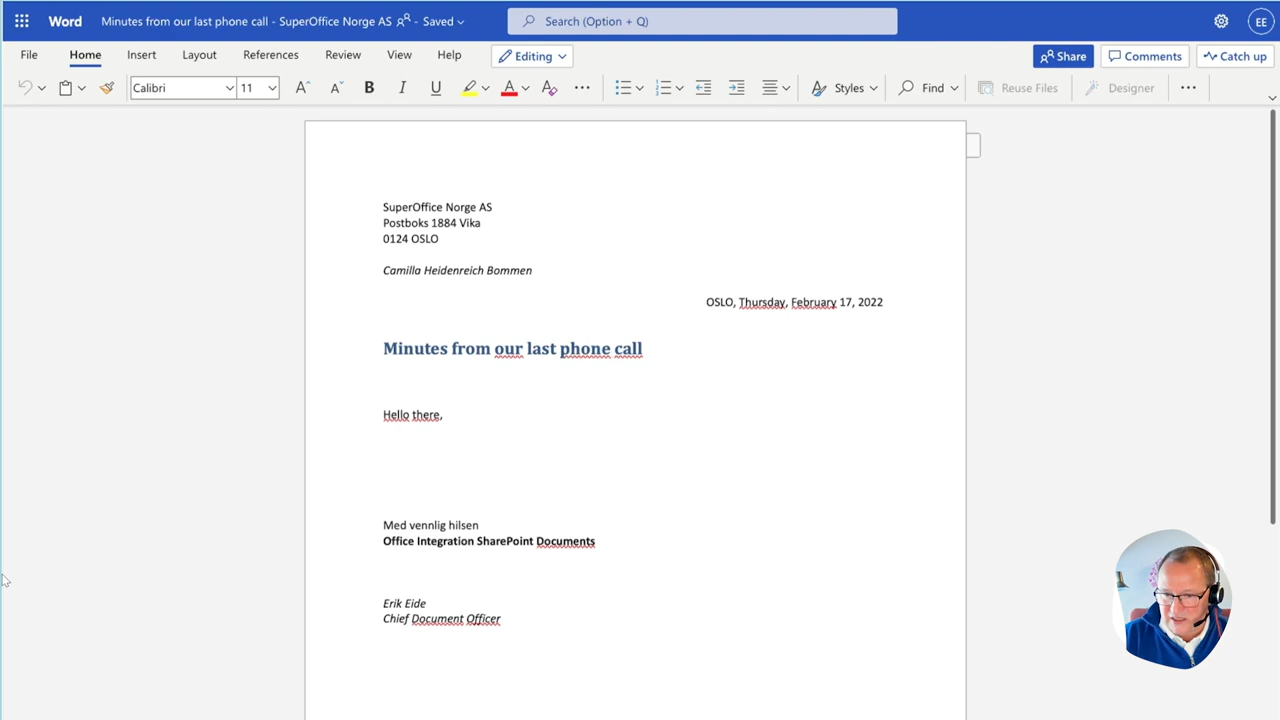 Word Minutes from our last phone call - SuperOffice Norge AS - Saved Search (Option + Q) EE
File Home Insert Layout References Review View Help Editing Share Comments Catch up
Calibri 11 A A B I U A A Styles Find Reuse Files Designer
SuperOffice Norge AS
Postboks 1884 Vika
0124 OSLO
Camilla Heidenreich Bommen
OSLO, Thursday, February 17, 2022
Minutes from our last phone call
Hello there,
Med vennlig hilsen
Office Integration SharePoint Documents
Erik Eide
Chief Document Officer